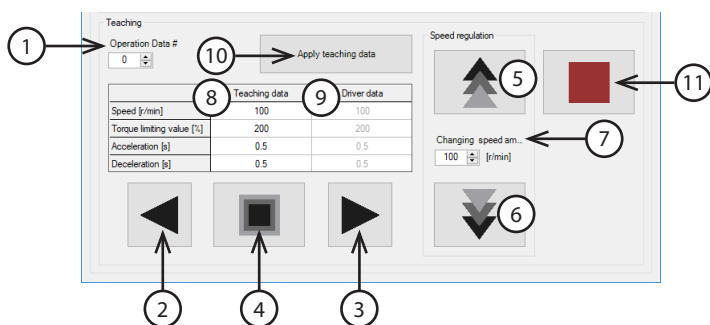 Teaching
Speed regulation
1
Operation Data #
0
10
Apply teaching data
5
11
8 Teaching data 9 Driver data
Speed [r/min] 100 100
Torque limiting value [%] 200 200
Acceleration [s] 0.5 0.5
Deceleration [s] 0.5 0.5
7
Changing speed am...
100 [r/min]
6
2
4
3